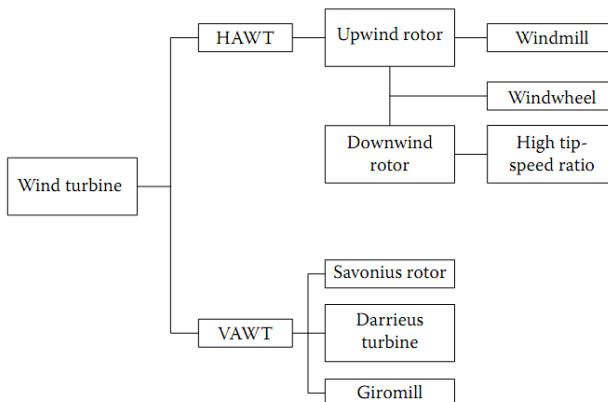 HAWT
Upwind rotor
Windmill
Windwheel
Downwind
rotor
High tip-
speed ratio
Wind turbine
Savonius rotor
VAWT
Darrieus
turbine
Giromill